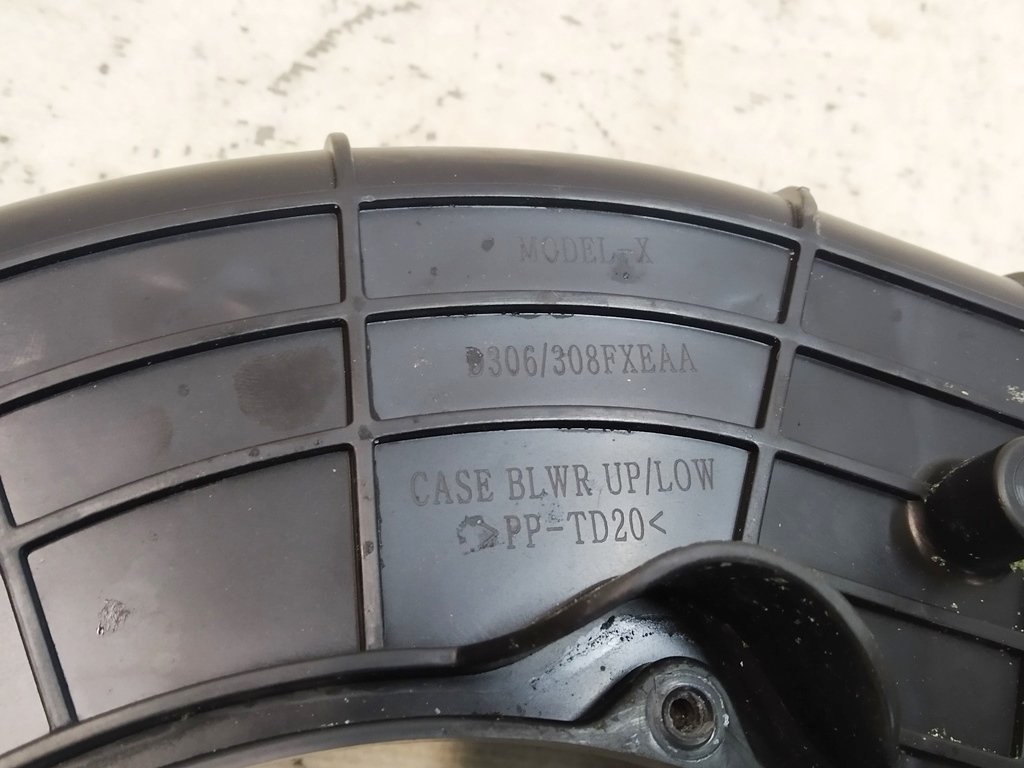 MODEL-X
D306/308FXEAA
CASE BLWR UP/LOW
>PP-TD20<